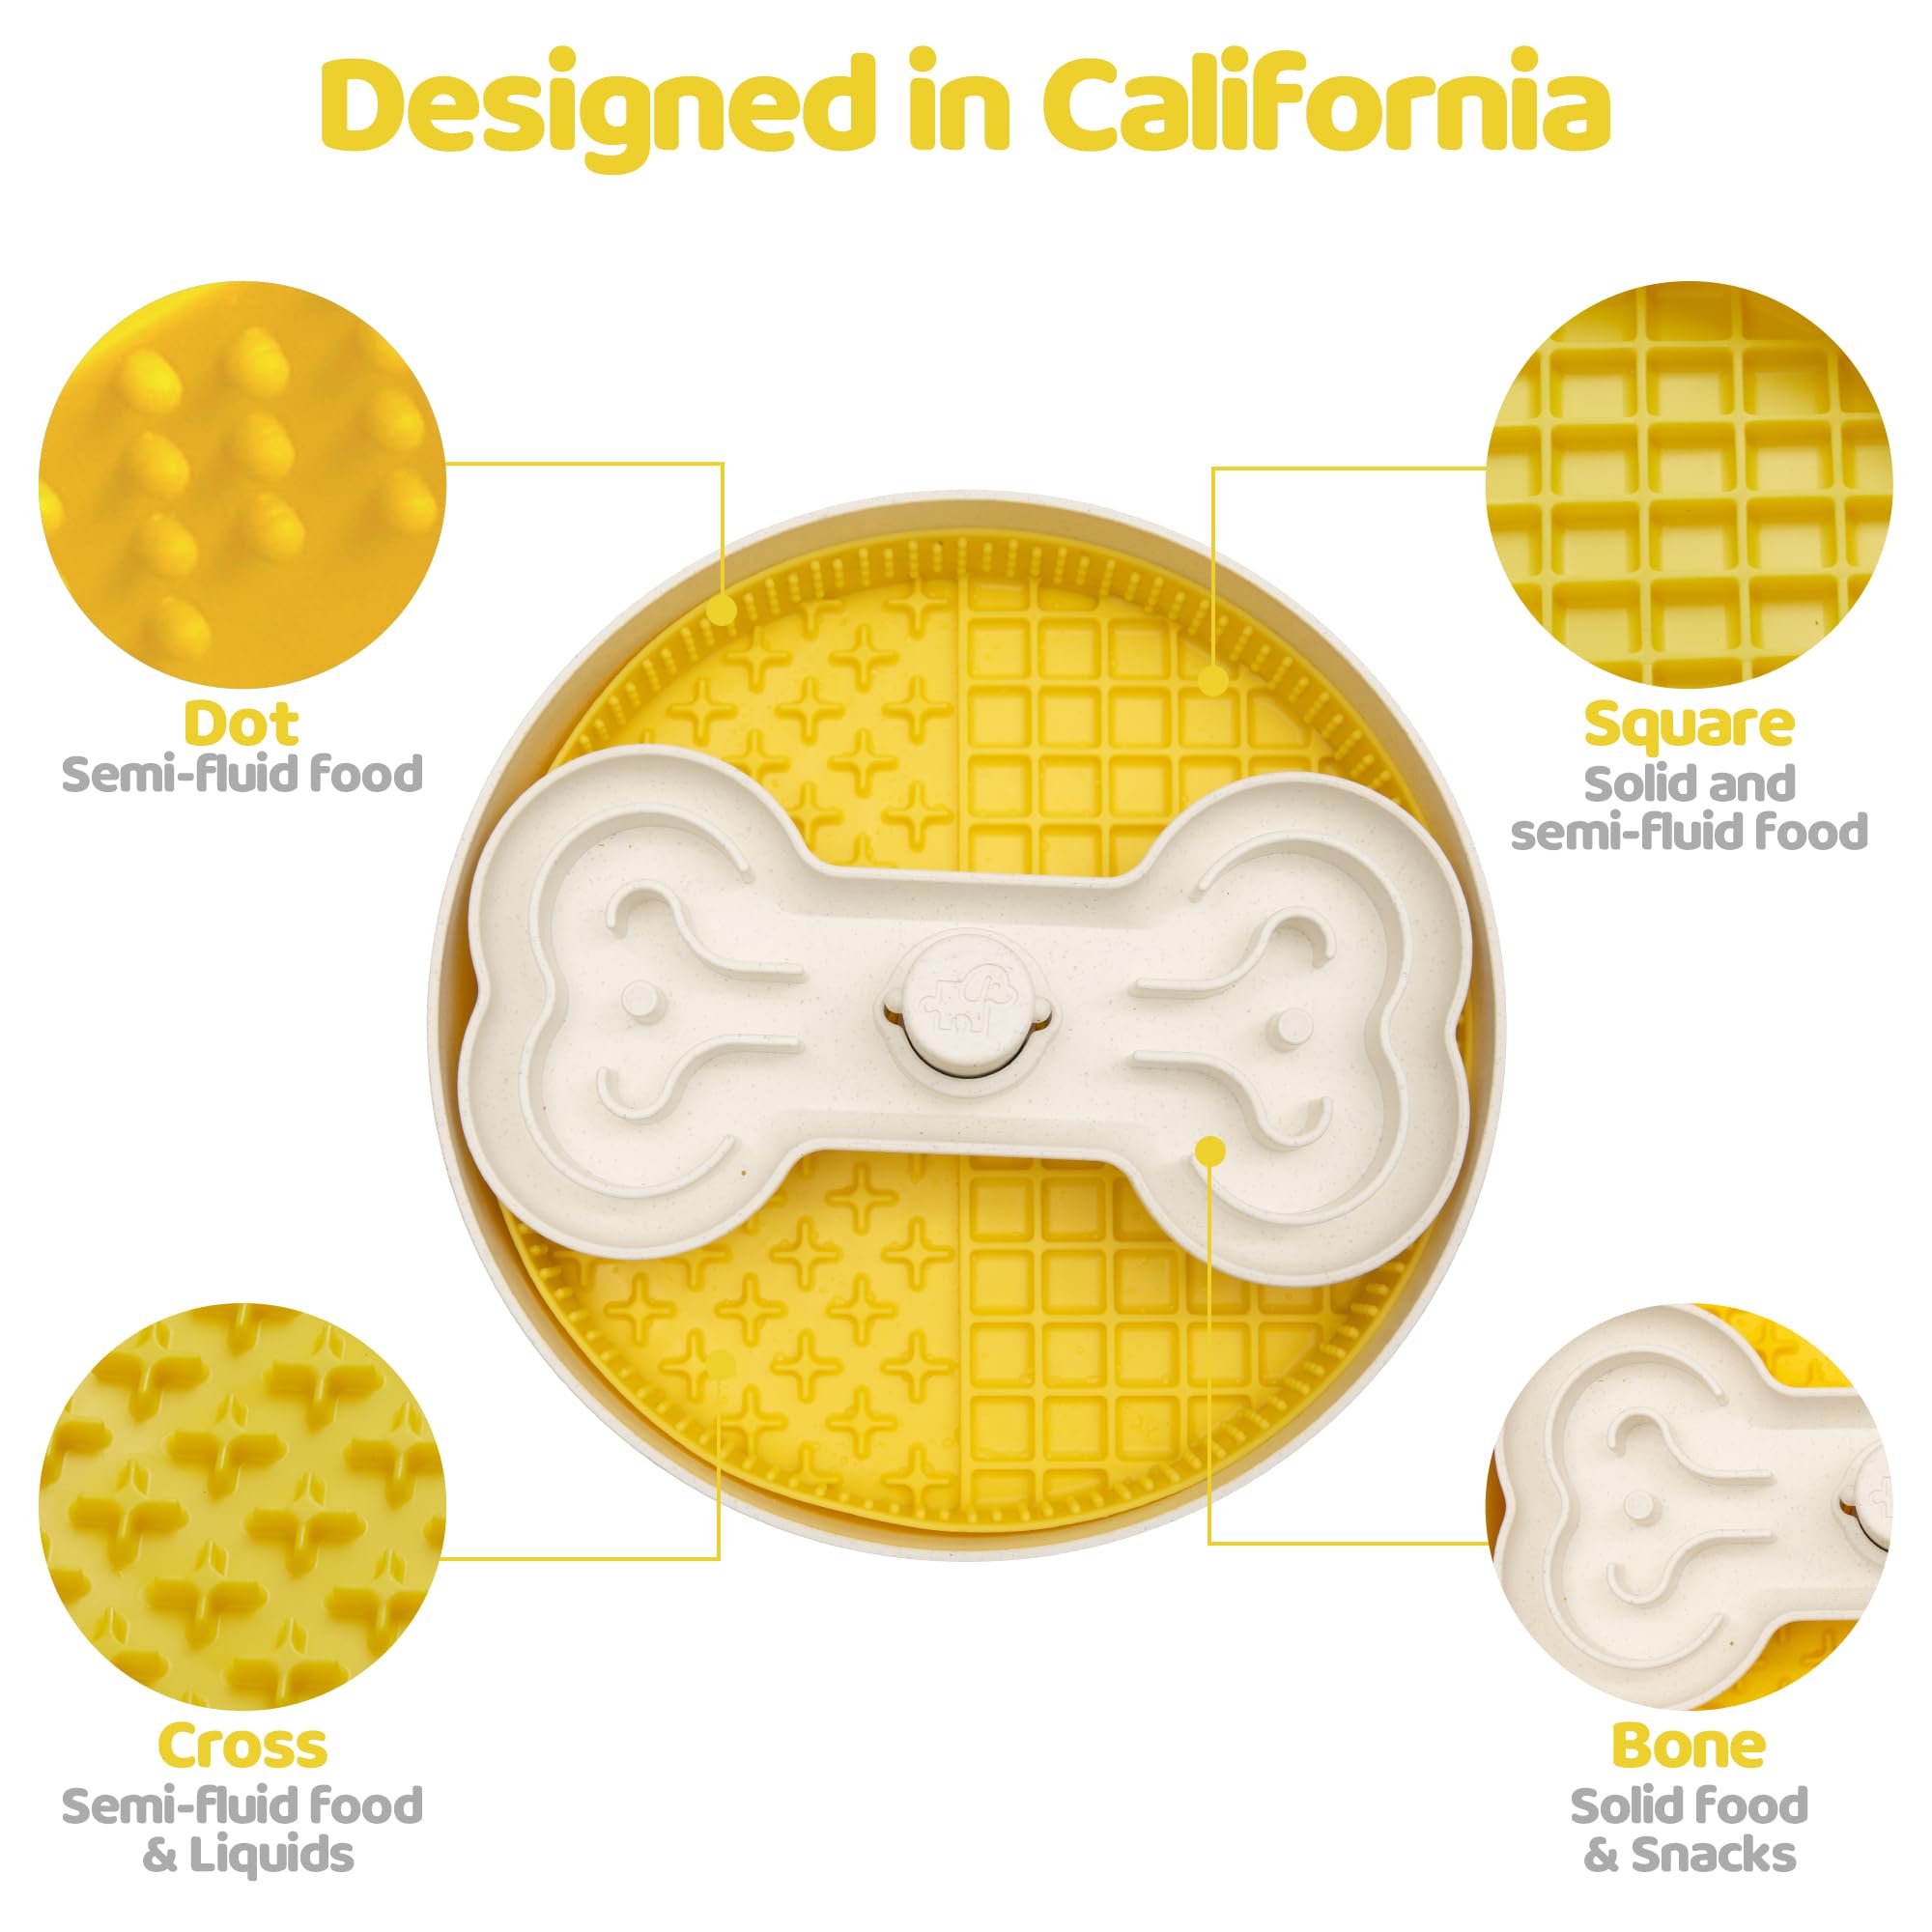 Designed in California
Dot
Semi-fluid food
Square
Solid and
semi-fluid food
Cross
Semi-fluid food
& Liquids
Bone
Solid food
& Snacks